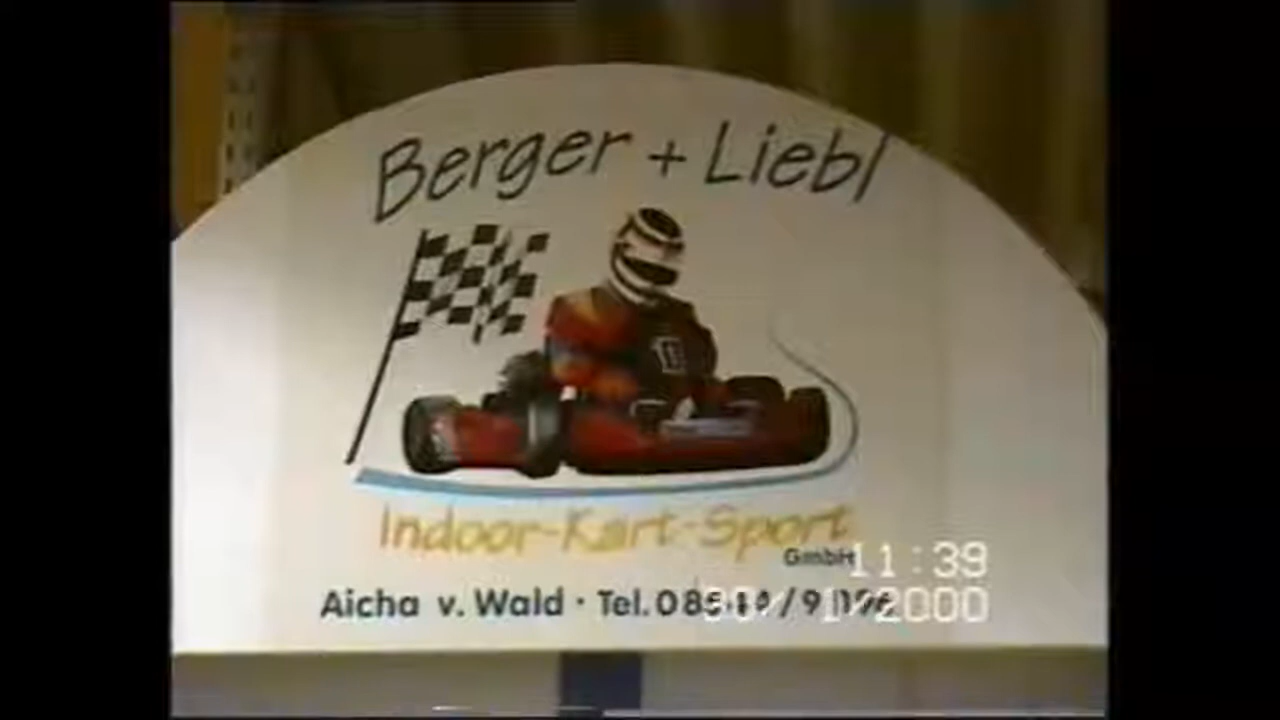 Berger + Liebl
Indoor-Kart-Sport
GmbH
11:39
Aicha v. Wald · Tel.
2000